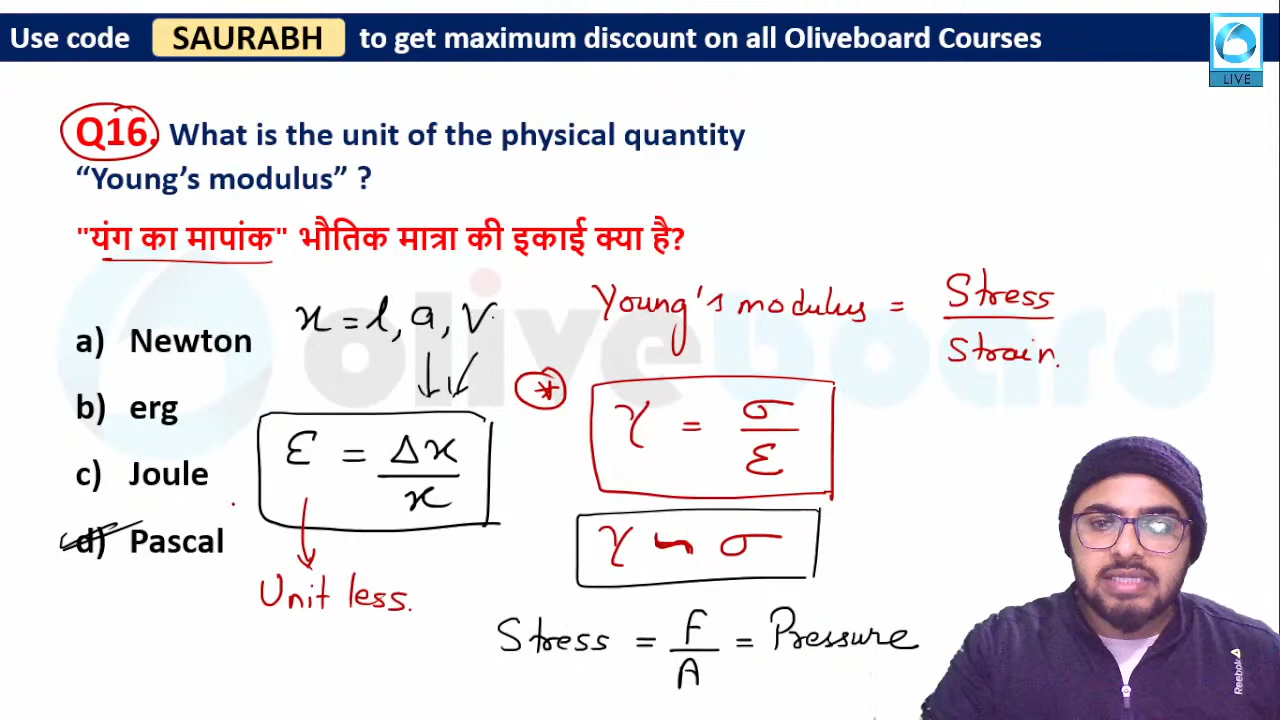 Use code SAURABH to get maximum discount on all Oliveboard Courses
LIVE
Q16. What is the unit of the physical quantity
“Young’s modulus” ?
"यंग का मापांक" भौतिक मात्रा की इकाई क्या है?
x = l, a, V
Young's modulus = Stress / Strain
a) Newton
b) erg
c) Joule
d) Pascal
ε = Δx / x
Unit less.
*
Y = σ / ε
Y ~ σ
Stress = F / A = Pressure
oliveboard
Reebok